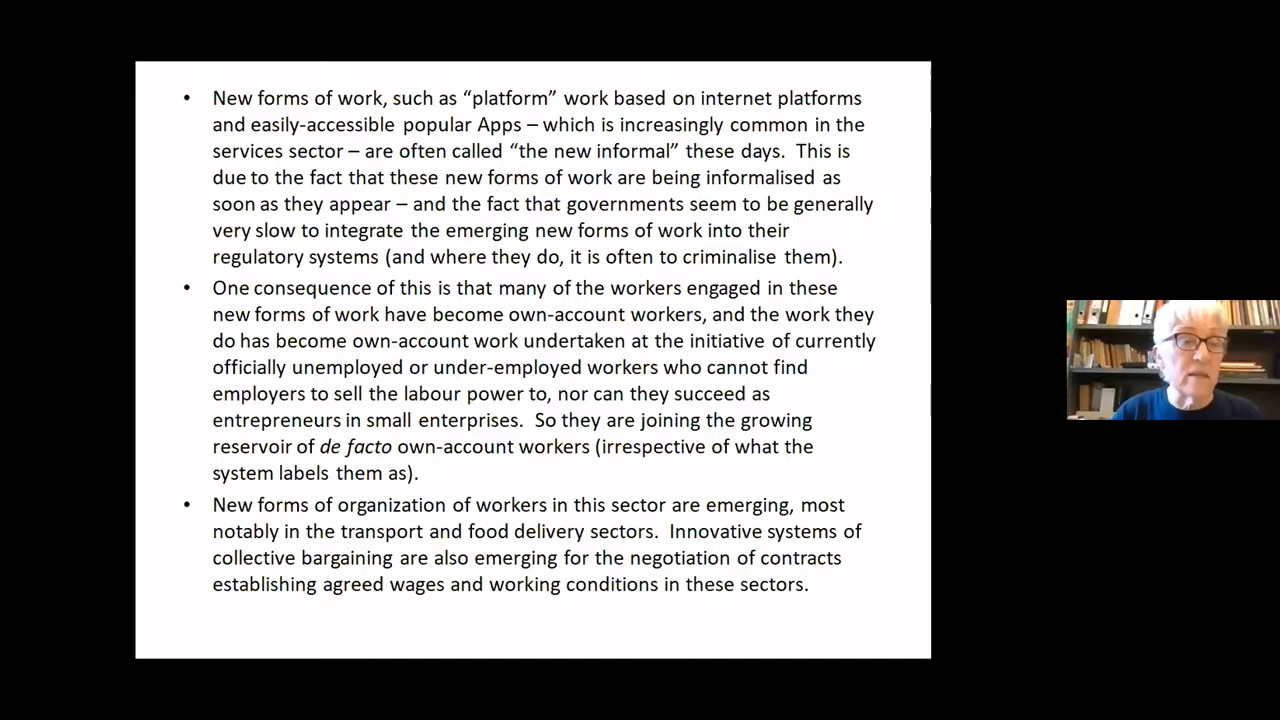 • New forms of work, such as “platform” work based on internet platforms
and easily-accessible popular Apps – which is increasingly common in the
services sector – are often called “the new informal” these days.  This is
due to the fact that these new forms of work are being informalised as
soon as they appear – and the fact that governments seem to be generally
very slow to integrate the emerging new forms of work into their
regulatory systems (and where they do, it is often to criminalise them).
• One consequence of this is that many of the workers engaged in these
new forms of work have become own-account workers, and the work they
do has become own-account work undertaken at the initiative of currently
officially unemployed or under-employed workers who cannot find
employers to sell the labour power to, nor can they succeed as
entrepreneurs in small enterprises.  So they are joining the growing
reservoir of de facto own-account workers (irrespective of what the
system labels them as).
• New forms of organization of workers in this sector are emerging, most
notably in the transport and food delivery sectors.  Innovative systems of
collective bargaining are also emerging for the negotiation of contracts
establishing agreed wages and working conditions in these sectors.